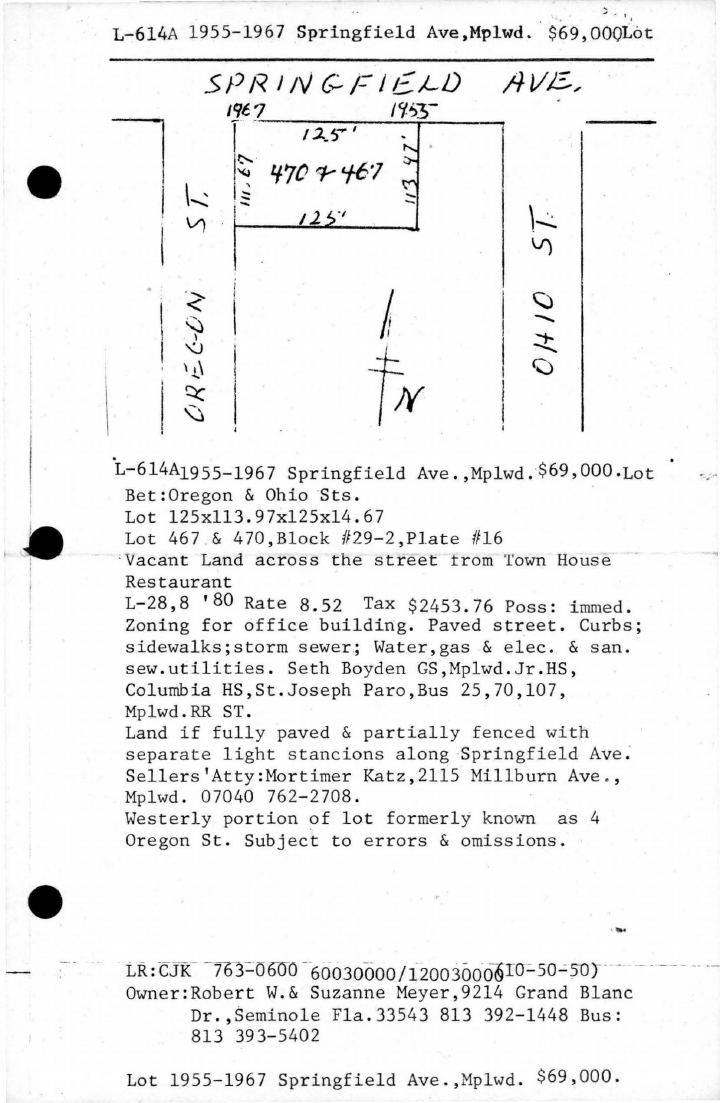 L-614A 1955-1967 Springfield Ave,Mplwd. $69,000Lot
SPRINGFIELD AVE.
1967 1955
125'
111.67 470 & 467 113.97'
125'
OREGON ST.
OHIO ST.
N
L-614A1955-1967 Springfield Ave.,Mplwd.$69,000.Lot
Bet:Oregon & Ohio Sts.
Lot 125x113.97x125x14.67
Lot 467 & 470,Block #29-2,Plate #16
Vacant Land across the street from Town House
Restaurant
L-28,8 '80 Rate 8.52 Tax $2453.76 Poss: immed.
Zoning for office building. Paved street. Curbs;
sidewalks;storm sewer; Water,gas & elec. & san.
sew.utilities. Seth Boyden GS,Mplwd.Jr.HS,
Columbia HS,St.Joseph Paro,Bus 25,70,107,
Mplwd.RR ST.
Land if fully paved & partially fenced with
separate light stancions along Springfield Ave.
Sellers'Atty:Mortimer Katz,2115 Millburn Ave.,
Mplwd. 07040 762-2708.
Westerly portion of lot formerly known as 4
Oregon St. Subject to errors & omissions.
LR:CJK 763-0600 60030000/120030000(10-50-50)
Owner:Robert W.& Suzanne Meyer,9214 Grand Blanc
Dr.,Seminole Fla.33543 813 392-1448 Bus:
813 393-5402
Lot 1955-1967 Springfield Ave.,Mplwd. $69,000.